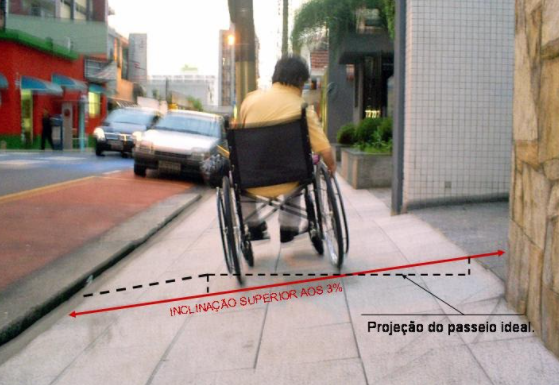 INCLINAÇÃO SUPERIOR AOS 3%
Projeção do passeio ideal.